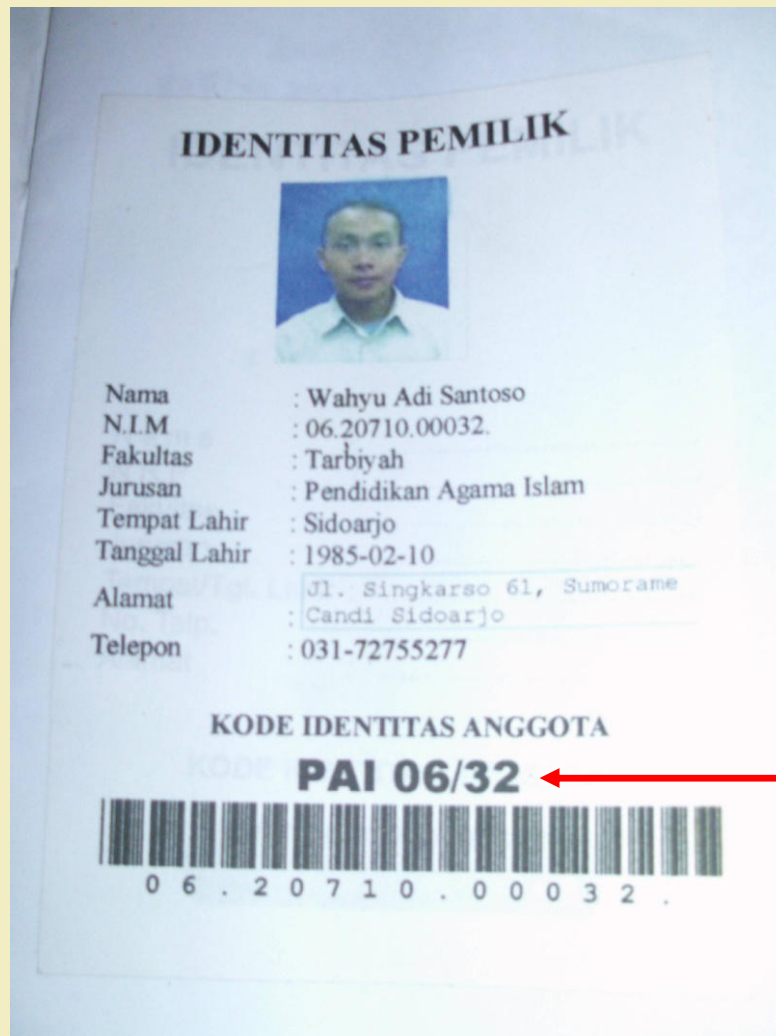 IDENTITAS PEMILIK
Nama : Wahyu Adi Santoso
N.I.M : 06.20710.00032.
Fakultas : Tarbiyah
Jurusan : Pendidikan Agama Islam
Tempat Lahir : Sidoarjo
Tanggal Lahir : 1985-02-10
Alamat : Jl. Singkarso 61, Sumorame
Candi Sidoarjo
Telepon : 031-72755277
KODE IDENTITAS ANGGOTA
PAI 06/32
06.20710.00032.